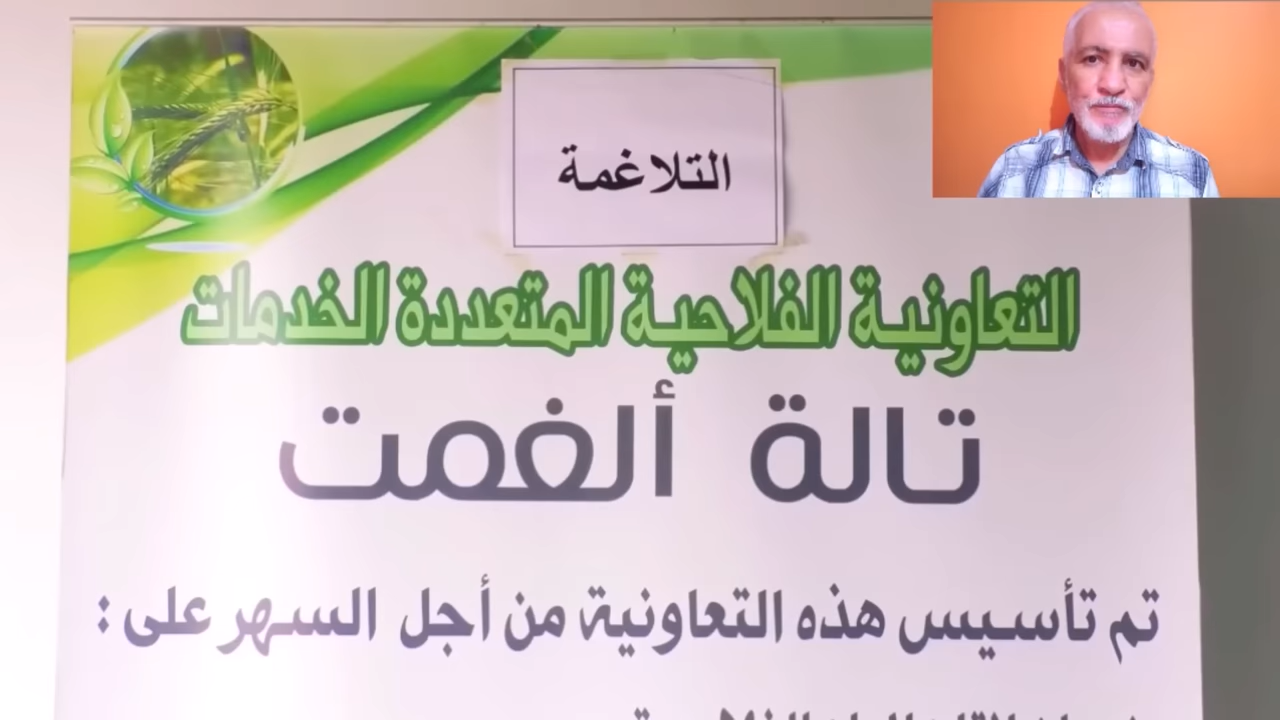 التلاغمة
التعاونية الفلاحية المتعددة الخدمات
تالة ألغمت
تم تأسيس هذه التعاونية من أجل السهر على :